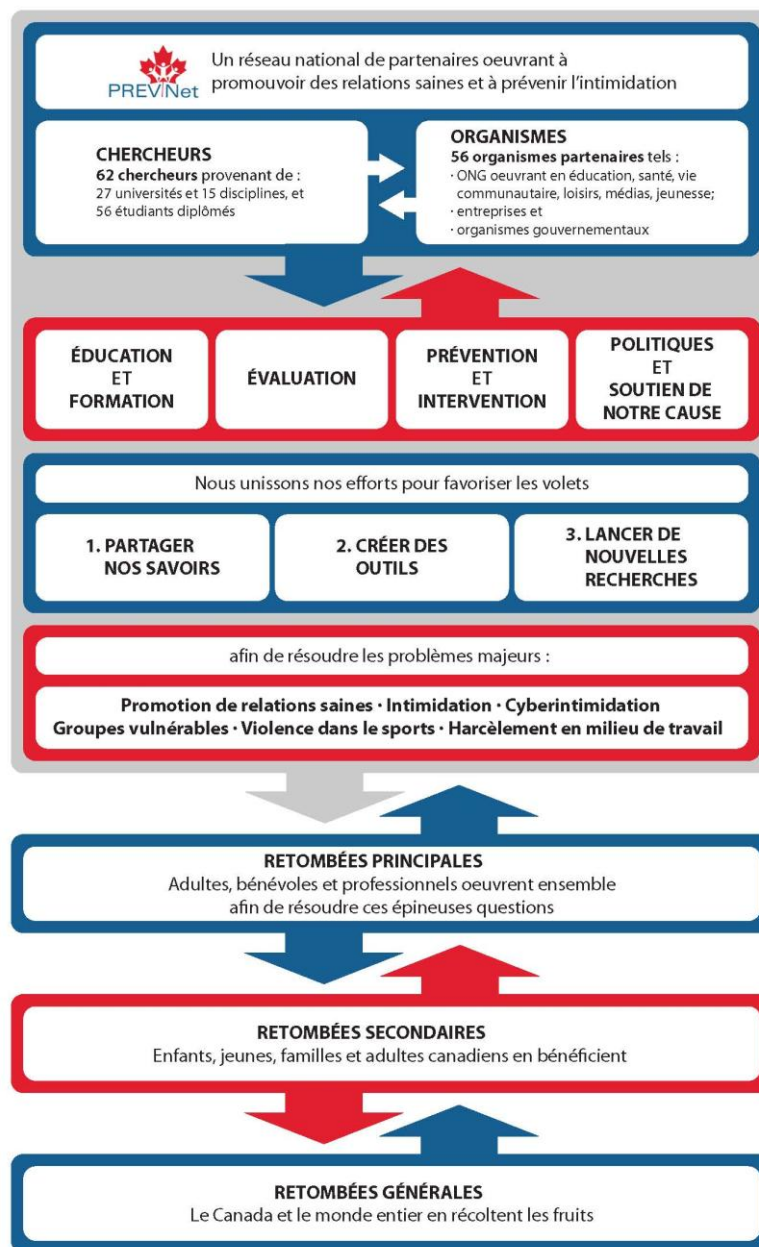 PREVNet
Un réseau national de partenaires oeuvrant à
promouvoir des relations saines et à prévenir l'intimidation
CHERCHEURS
62 chercheurs provenant de :
27 universités et 15 disciplines, et
56 étudiants diplômés
ORGANISMES
56 organismes partenaires tels :
· ONG oeuvrant en éducation, santé, vie
communautaire, loisirs, médias, jeunesse;
· entreprises et
· organismes gouvernementaux
ÉDUCATION
ET
FORMATION
ÉVALUATION
PRÉVENTION
ET
INTERVENTION
POLITIQUES
ET
SOUTIEN DE
NOTRE CAUSE
Nous unissons nos efforts pour favoriser les volets
1. PARTAGER
NOS SAVOIRS
2. CRÉER DES
OUTILS
3. LANCER DE
NOUVELLES
RECHERCHES
afin de résoudre les problèmes majeurs :
Promotion de relations saines · Intimidation · Cyberintimidation
Groupes vulnérables · Violence dans le sports · Harcèlement en milieu de travail
RETOMBÉES PRINCIPALES
Adultes, bénévoles et professionnels oeuvrent ensemble
afin de résoudre ces épineuses questions
RETOMBÉES SECONDAIRES
Enfants, jeunes, familles et adultes canadiens en bénéficient
RETOMBÉES GÉNÉRALES
Le Canada et le monde entier en récoltent les fruits